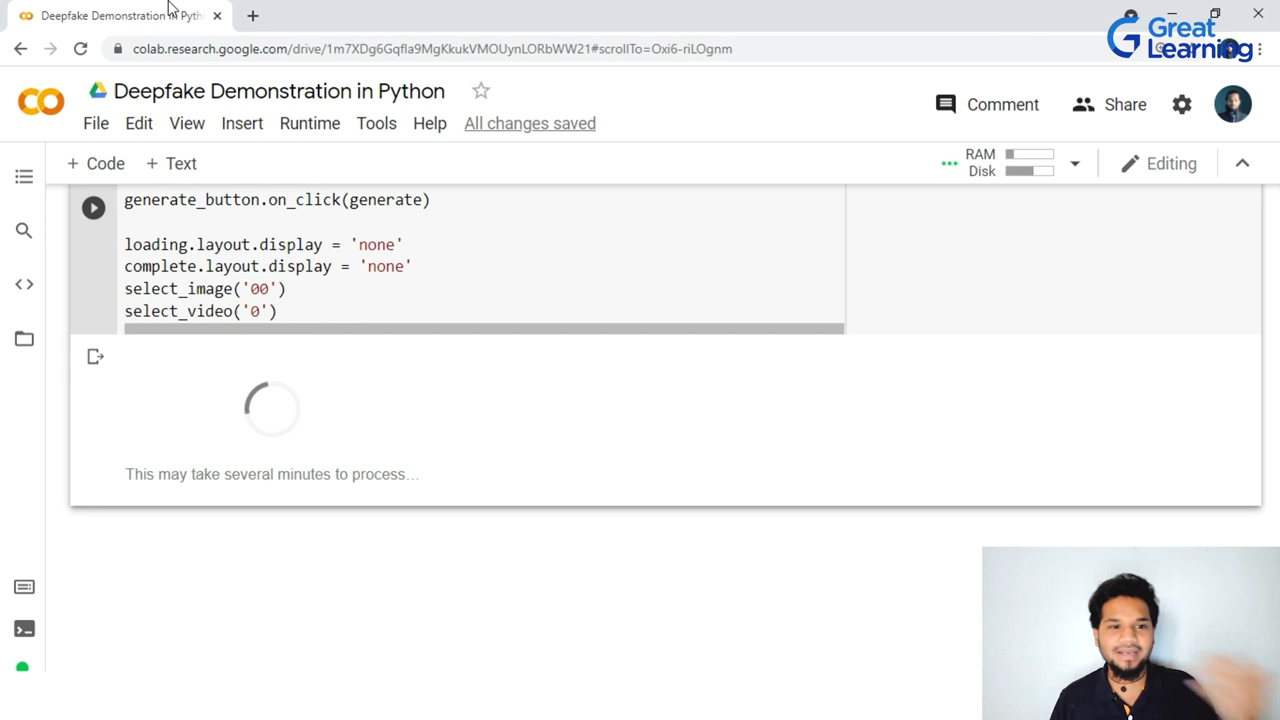 Deepfake Demonstration in Pyth
colab.research.google.com/drive/1m7XDg6Gqfla9MgKkukVMOUynLORbWW21#scrollTo=Oxi6-riLOgnm
Great Learning
Deepfake Demonstration in Python
File Edit View Insert Runtime Tools Help All changes saved
Comment Share
+ Code + Text
RAM
Disk
Editing
generate_button.on_click(generate)
loading.layout.display = 'none'
complete.layout.display = 'none'
select_image('00')
select_video('0')
This may take several minutes to process…